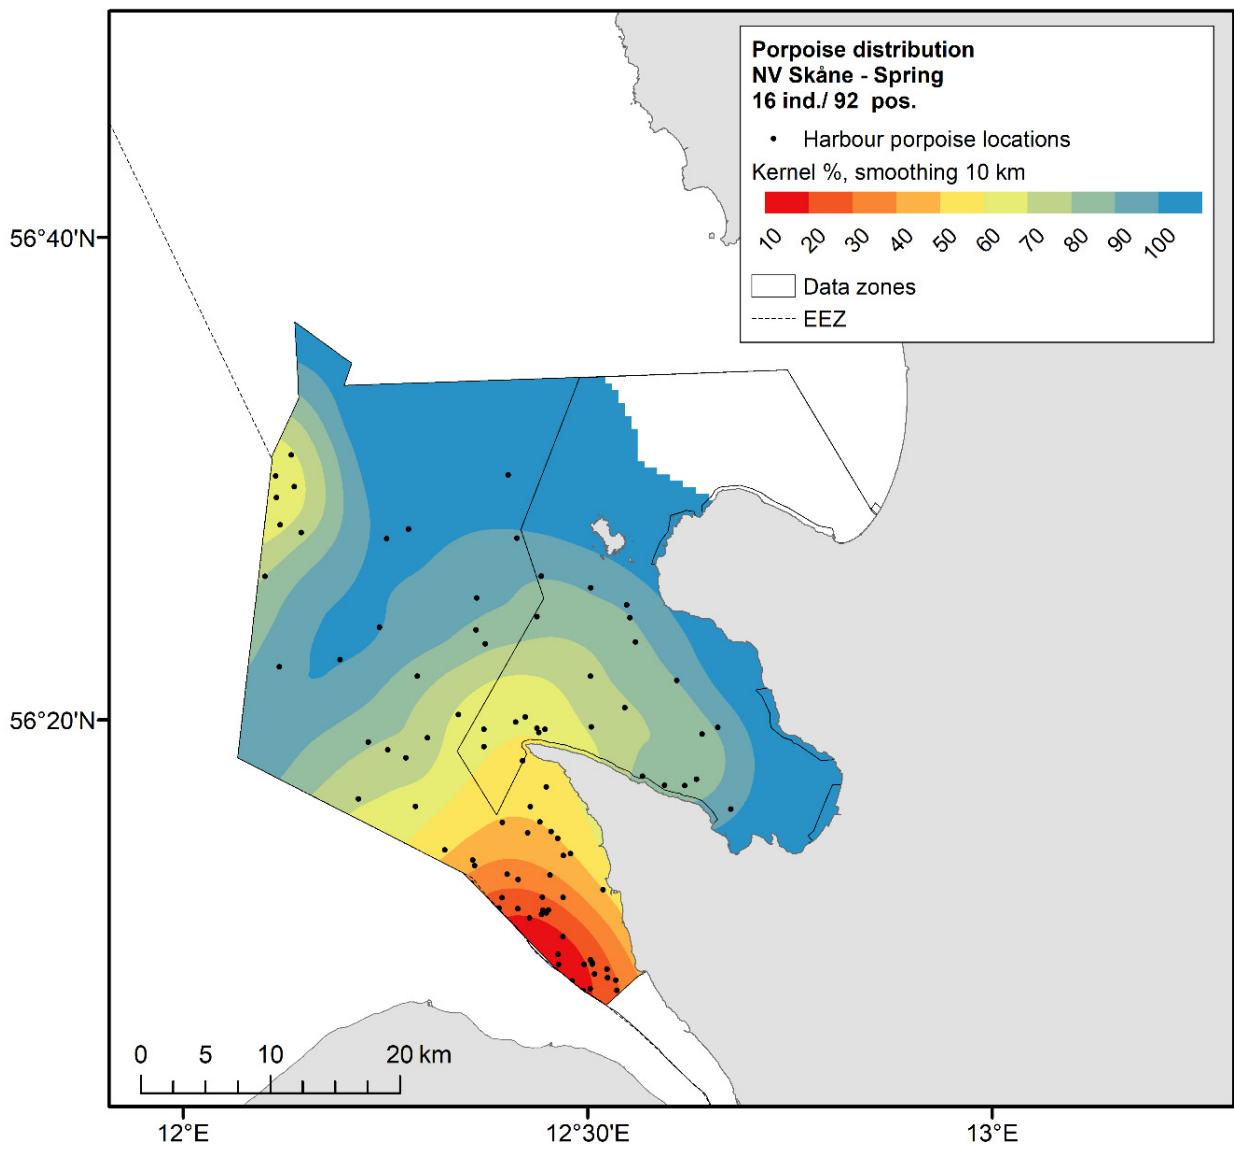 Porpoise distribution
NV Skåne - Spring
16 ind./ 92 pos.
Harbour porpoise locations
Kernel %, smoothing 10 km
10 20 30 40 50 60 70 80 90 100
Data zones
EEZ
56°40'N
56°20'N
0 5 10 20 km
12°E 12°30'E 13°E